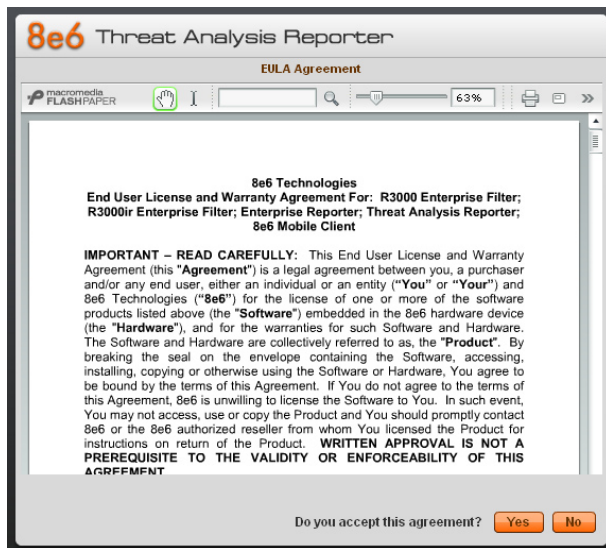 8e6 Threat Analysis Reporter
EULA Agreement
macromedia
FLASHPAPER
63%
8e6 Technologies
End User License and Warranty Agreement For: R3000 Enterprise Filter;
R3000ir Enterprise Filter; Enterprise Reporter; Threat Analysis Reporter;
8e6 Mobile Client
IMPORTANT – READ CAREFULLY: This End User License and Warranty
Agreement (this "Agreement") is a legal agreement between you, a purchaser
and/or any end user, either an individual or an entity (“You” or “Your”) and
8e6 Technologies (“8e6”) for the license of one or more of the software
products listed above (the "Software") embedded in the 8e6 hardware device
(the "Hardware"), and for the warranties for such Software and Hardware.
The Software and Hardware are collectively referred to as, the "Product". By
breaking the seal on the envelope containing the Software, accessing,
installing, copying or otherwise using the Software or Hardware, You agree to
be bound by the terms of this Agreement. If You do not agree to the terms of
this Agreement, 8e6 is unwilling to license the Software to You. In such event,
You may not access, use or copy the Product and You should promptly contact
8e6 or the 8e6 authorized reseller from whom You licensed the Product for
instructions on return of the Product. WRITTEN APPROVAL IS NOT A
PREREQUISITE TO THE VALIDITY OR ENFORCEABILITY OF THIS
AGREEMENT
Do you accept this agreement? Yes No